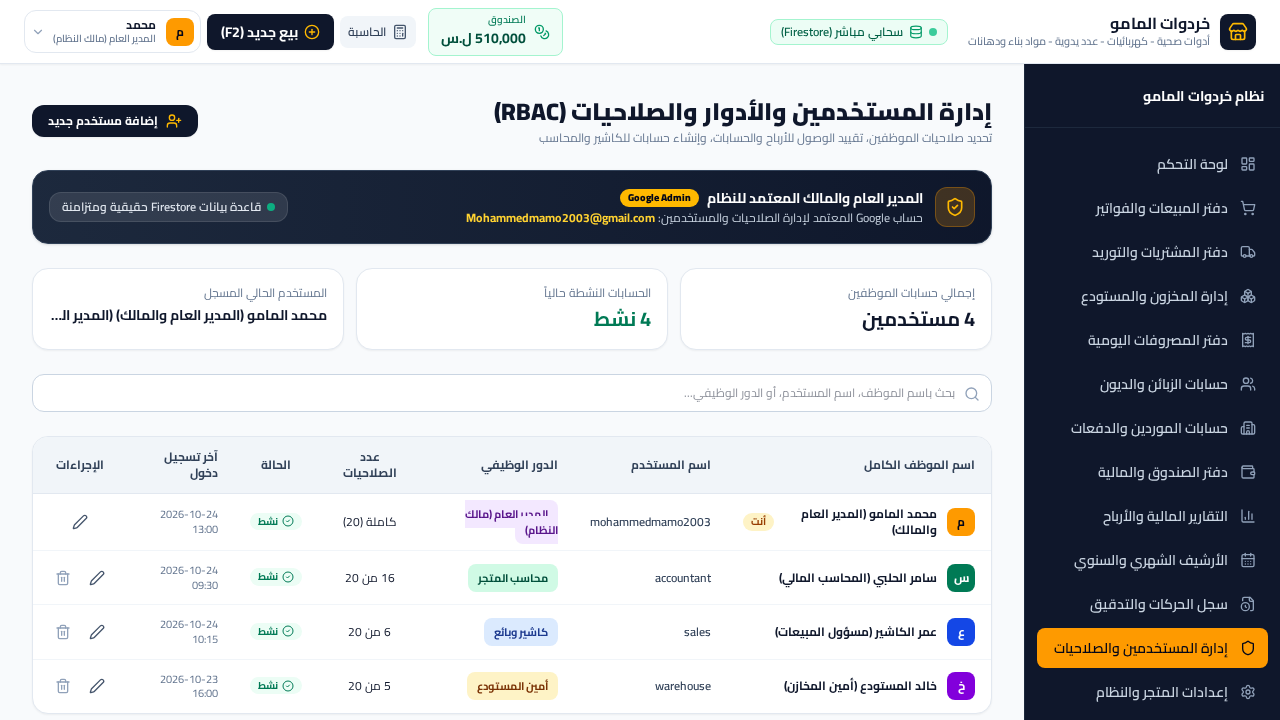 خردوات المامو
أدوات صحية - كهربائيات - عدد يدوية - مواد بناء ودهانات
سحابي مباشر (Firestore)
الصندوق
510,000 ل.س
الحاسبة
بيع جديد (F2)
م
محمد
المدير العام (مالك النظام)
نظام خردوات المامو
لوحة التحكم
دفتر المبيعات والفواتير
دفتر المشتريات والتوريد
إدارة المخزون والمستودع
دفتر المصروفات اليومية
حسابات الزبائن والديون
حسابات الموردين والدفعات
دفتر الصندوق والمالية
التقارير المالية والأرباح
الأرشيف الشهري والسنوي
سجل الحركات والتدقيق
إدارة المستخدمين والصلاحيات
إعدادات المتجر والنظام
إدارة المستخدمين والأدوار والصلاحيات (RBAC)
تحديد صلاحيات الموظفين، تقييد الوصول للأرباح والحسابات، وإنشاء حسابات للكاشير والمحاسب
إضافة مستخدم جديد
المدير العام والمالك المعتمد للنظام Google Admin
حساب Google المعتمد لإدارة الصلاحيات والمستخدمين: Mohammedmamo2003@gmail.com
قاعدة بيانات Firestore حقيقية ومتزامنة
إجمالي حسابات الموظفين
4 مستخدمين
الحسابات النشطة حالياً
4 نشط
المستخدم الحالي المسجل
محمد المامو (المدير العام والمالك) (المدير الـ...
بحث باسم الموظف، اسم المستخدم، أو الدور الوظيفي...
اسم الموظف الكامل اسم المستخدم الدور الوظيفي عدد الصلاحيات الحالة آخر تسجيل دخول الإجراءات
م محمد المامو (المدير العام والمالك) أنت mohammedmamo2003 المدير العام (مالك النظام) كاملة (20) نشط 2026-10-24 13:00
س سامر الحلبي (المحاسب المالي) accountant محاسب المتجر 16 من 20 نشط 2026-10-24 09:30
ع عمر الكاشير (مسؤول المبيعات) sales كاشير وبائع 6 من 20 نشط 2026-10-24 10:15
خ خالد المستودع (أمين المخازن) warehouse أمين المستودع 5 من 20 نشط 2026-10-23 16:00